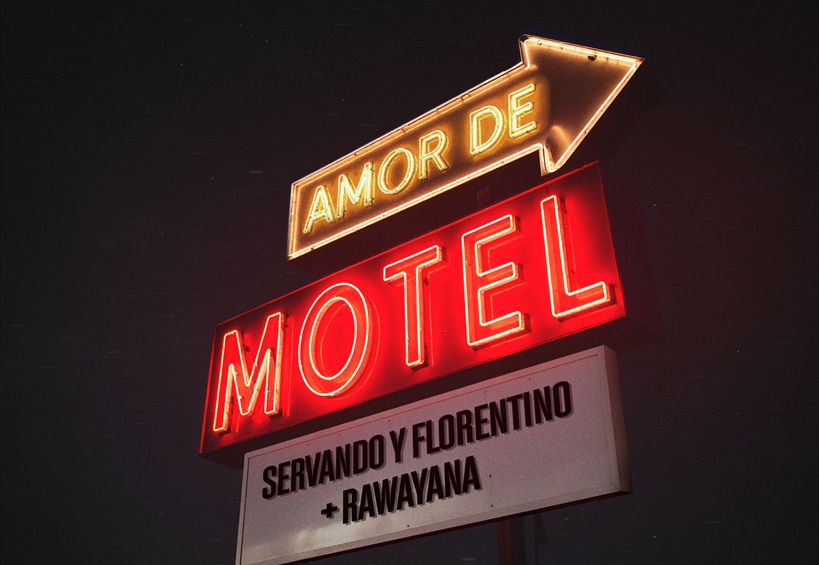 AMOR DE
MOTEL
SERVANDO Y FLORENTINO
+ RAWAYANA